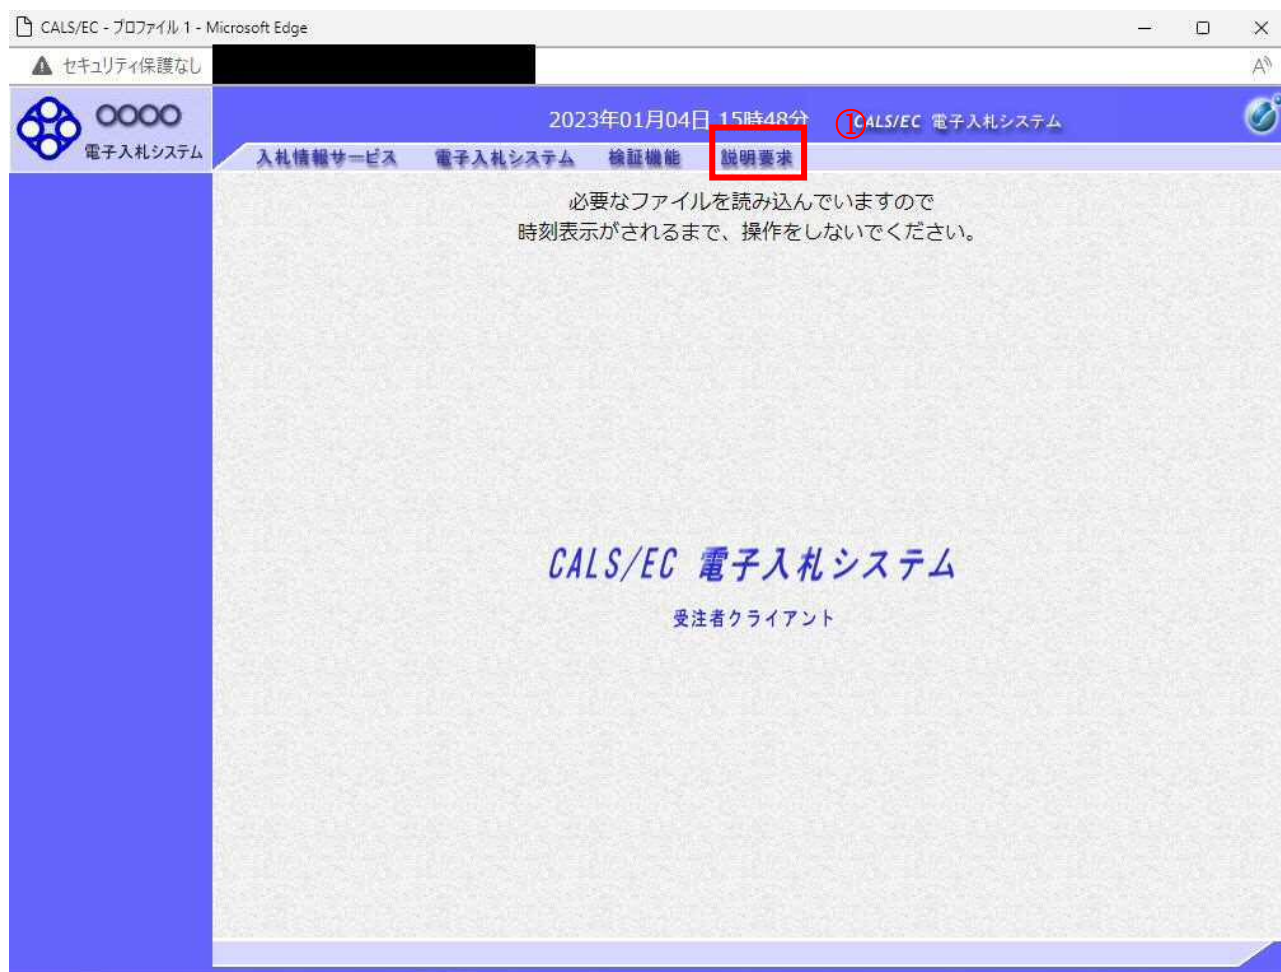 CALS/EC - プロファイル 1 - Microsoft Edge
セキュリティ保護なし
○○○○
電子入札システム
2023年01月04日 15時48分
①
CALS/EC 電子入札システム
入札情報サービス 電子入札システム 検証機能 説明要求
必要なファイルを読み込んでいますので
時刻表示がされるまで、操作をしないでください。
CALS/EC 電子入札システム
受注者クライアント